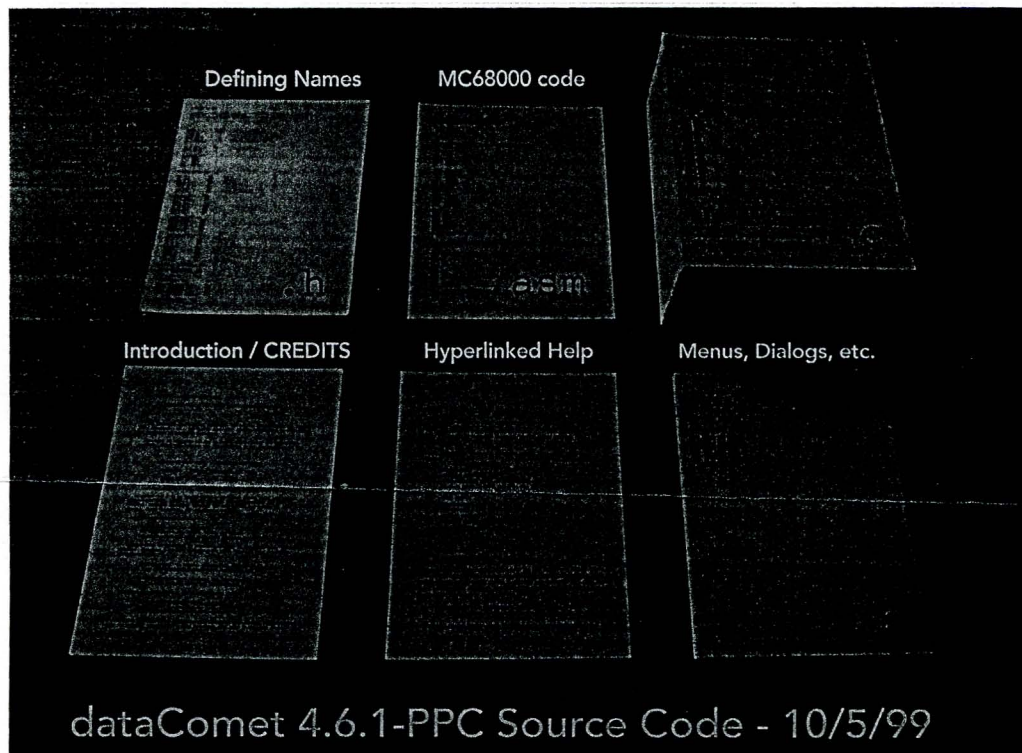 Defining Names
MC68000 code
.h
.asm
C
Introduction / CREDITS
Hyperlinked Help
Menus, Dialogs, etc.
dataComet 4.6.1-PPC Source Code - 10/5/99